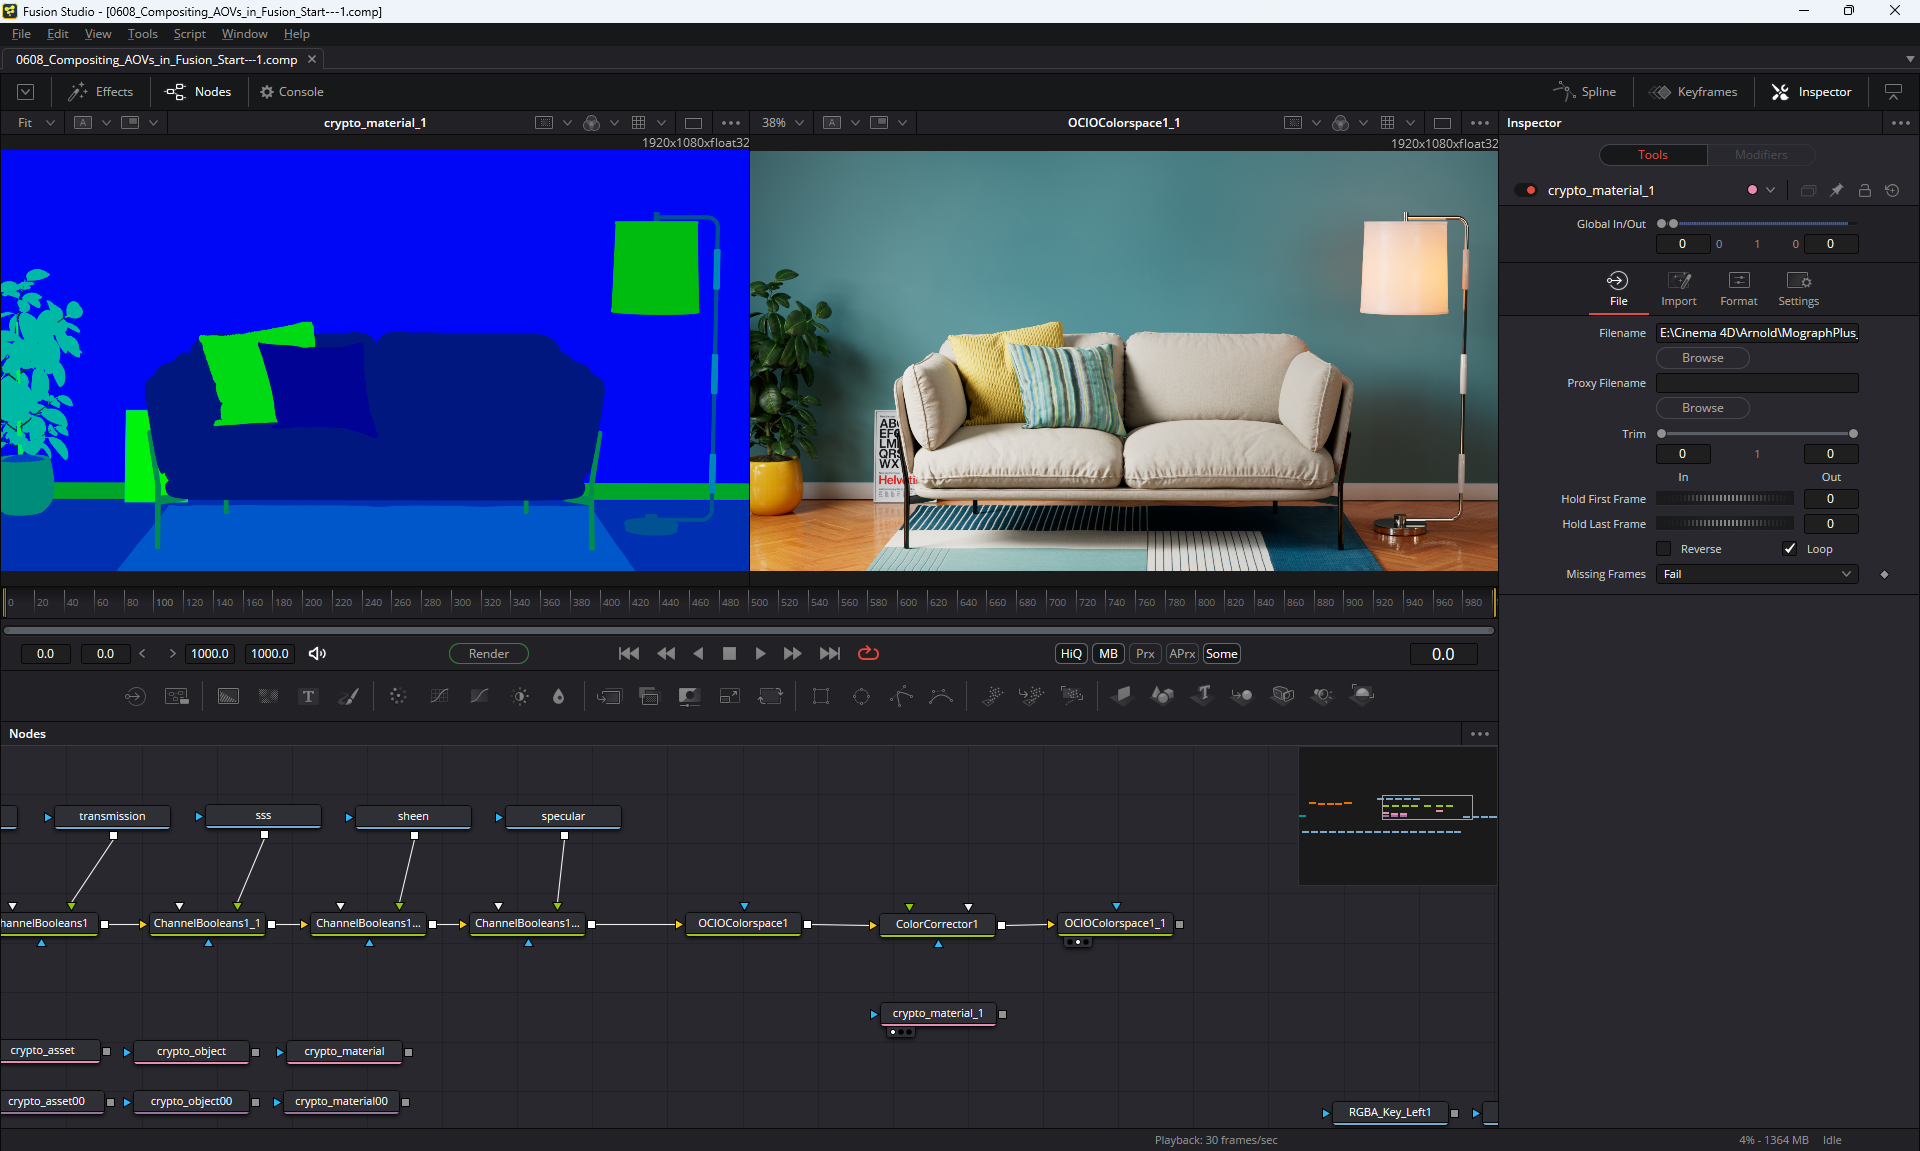 Fusion Studio - [0608_Compositing_AOVs_in_Fusion_Start---1.comp]
File Edit View Tools Script Window Help
0608_Compositing_AOVs_in_Fusion_Start---1.comp
Effects Nodes Console Spline Keyframes Inspector
Fit A crypto_material_1 38% A OCIOColorspace1_1 Inspector
1920x1080xfloat32 1920x1080xfloat32
Tools Modifiers
crypto_material_1
Global In/Out
0 0 1 0 0
File Import Format Settings
Filename E:\Cinema 4D\Arnold\MographPlus_
Browse
Proxy Filename
Browse
Trim
0 1 0
In Out
Hold First Frame 0
Hold Last Frame 0
Reverse Loop
Missing Frames Fail
Helveti
0 20 40 60 80 100 120 140 160 180 200 220 240 260 280 300 320 340 360 380 400 420 440 460 480 500 520 540 560 580 600 620 640 660 680 700 720 740 760 780 800 820 840 860 880 900 920 940 960 980
0.0 0.0 < > 1000.0 1000.0 Render HiQ MB Prx APrx Some 0.0
T
Nodes
transmission sss sheen specular
hannelBooleans1 ChannelBooleans1_1 ChannelBooleans1... ChannelBooleans1... OCIOColorspace1 ColorCorrector1 OCIOColorspace1_1
crypto_material_1
crypto_asset crypto_object crypto_material
crypto_asset00 crypto_object00 crypto_material00
RGBA_Key_Left1
Playback: 30 frames/sec 4% - 1364 MB Idle